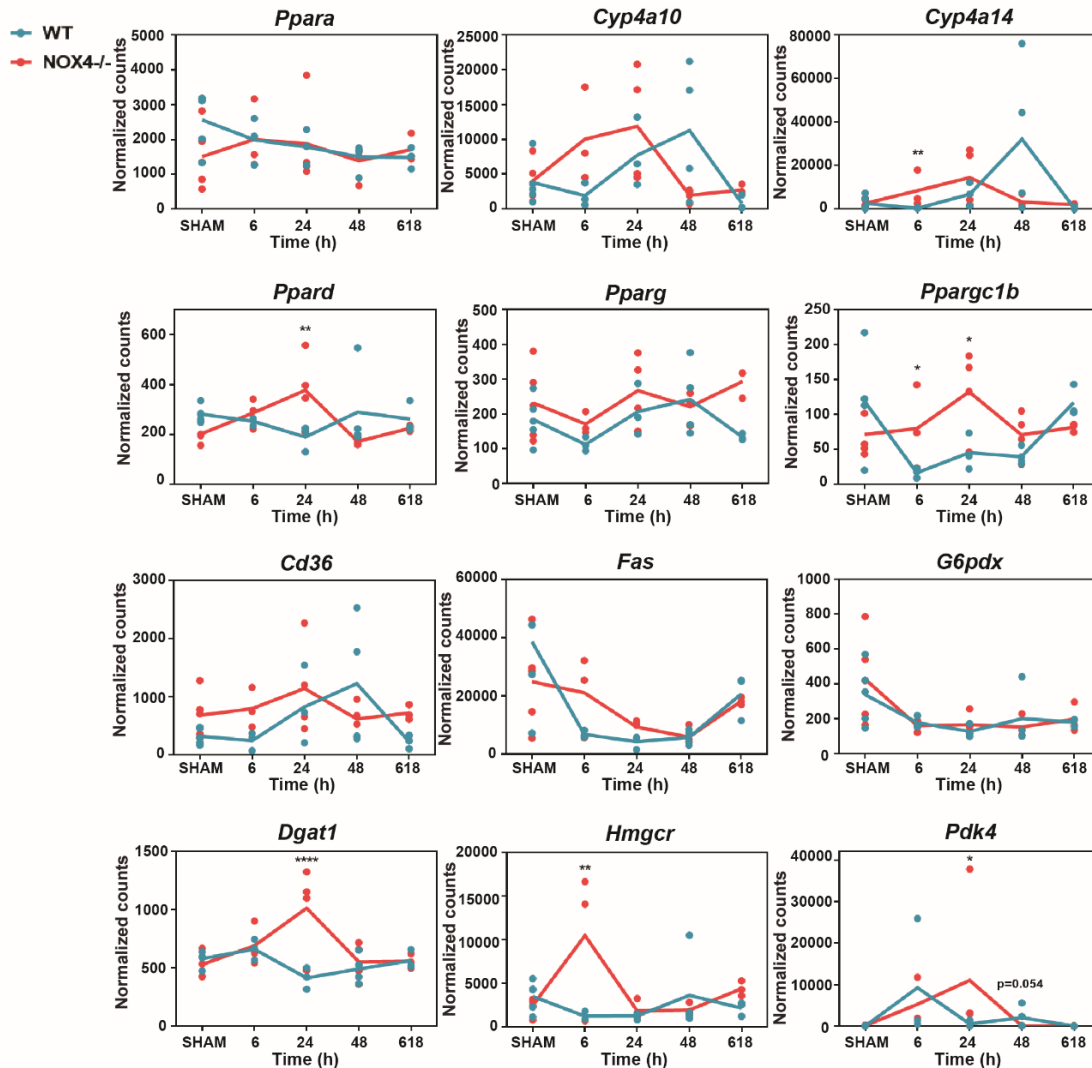 WT
NOX4-/-
Ppara
Normalized counts
5000
4000
3000
2000
1000
0
SHAM 6 24 48 618
Time (h)
Cyp4a10
Normalized counts
25000
20000
15000
10000
5000
0
SHAM 6 24 48 618
Time (h)
Cyp4a14
Normalized counts
80000
60000
40000
20000
0
**
SHAM 6 24 48 618
Time (h)
Ppard
Normalized counts
600
400
200
0
**
SHAM 6 24 48 618
Time (h)
Pparg
Normalized counts
500
400
300
200
100
0
SHAM 6 24 48 618
Time (h)
Ppargc1b
Normalized counts
250
200
150
100
50
0
*
*
SHAM 6 24 48 618
Time (h)
Cd36
Normalized counts
3000
2000
1000
0
SHAM 6 24 48 618
Time (h)
Fas
Normalized counts
60000
40000
20000
0
SHAM 6 24 48 618
Time (h)
G6pdx
Normalized counts
1000
800
600
400
200
0
SHAM 6 24 48 618
Time (h)
Dgat1
Normalized counts
1500
1000
500
0
****
SHAM 6 24 48 618
Time (h)
Hmgcr
Normalized counts
20000
15000
10000
5000
0
**
SHAM 6 24 48 618
Time (h)
Pdk4
Normalized counts
40000
30000
20000
10000
0
*
p=0.054
SHAM 6 24 48 618
Time (h)